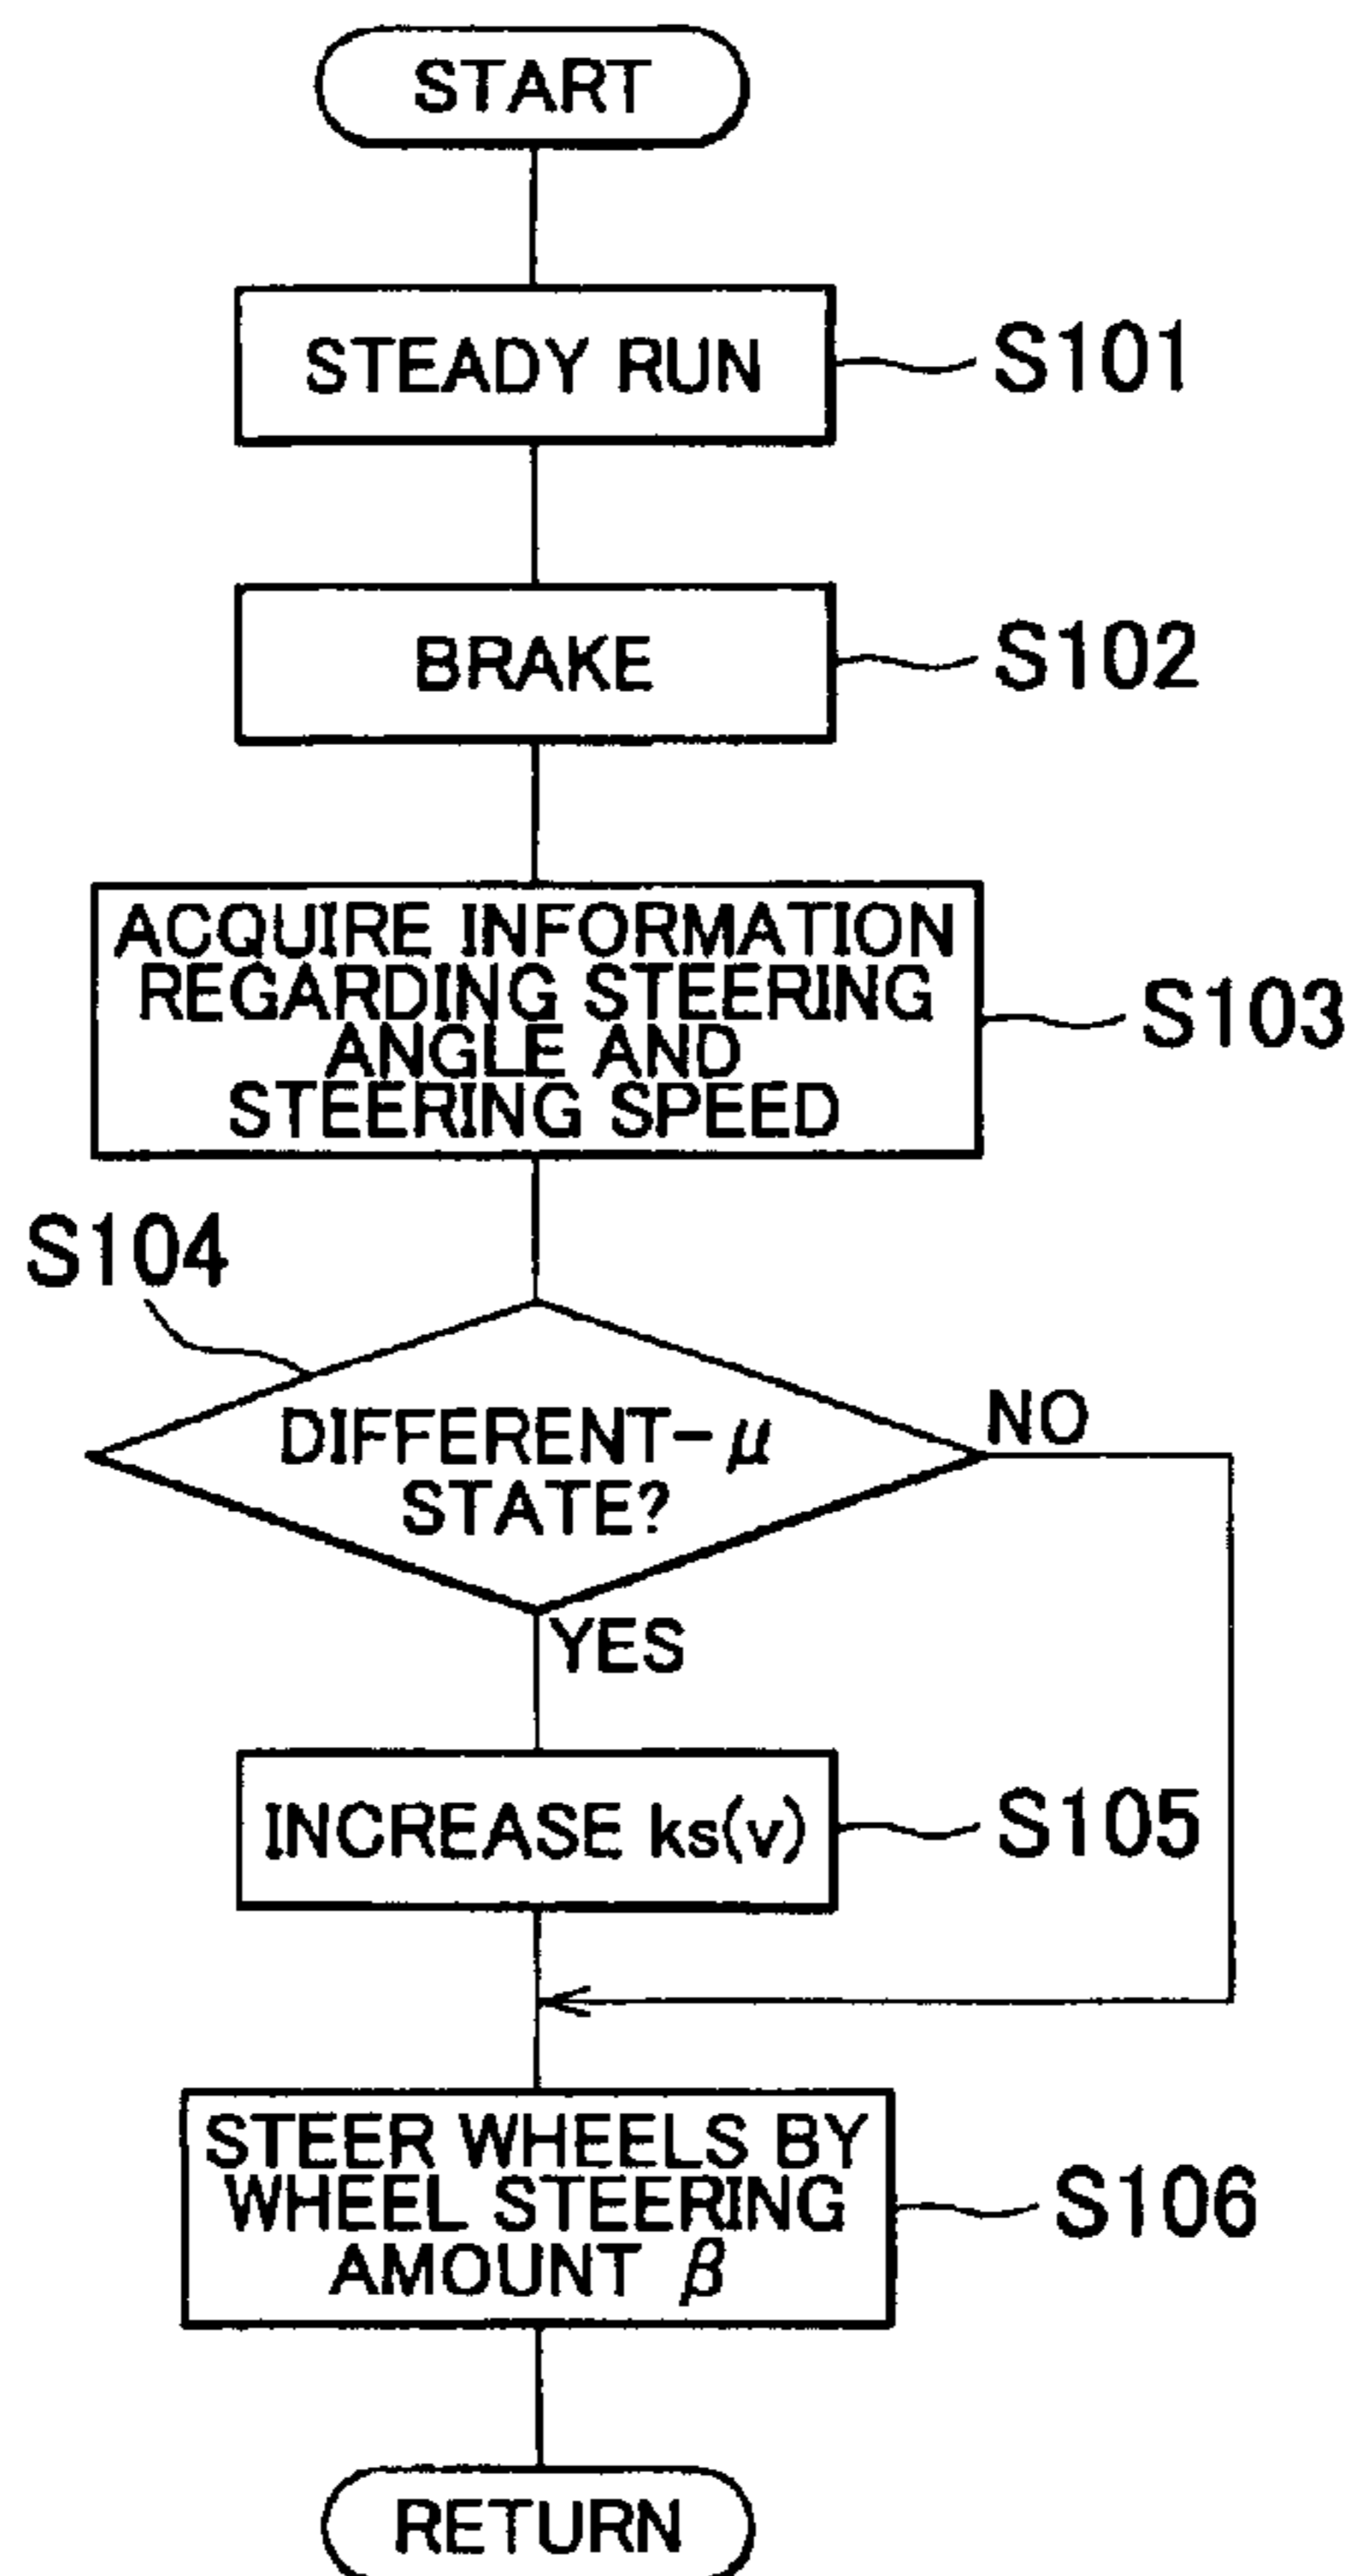 START
STEADY RUN
S101
BRAKE
S102
ACQUIRE INFORMATION
REGARDING STEERING
ANGLE AND
STEERING SPEED
S103
S104
DIFFERENT-μ
STATE?
NO
YES
INCREASE ks(v)
S105
STEER WHEELS BY
WHEEL STEERING
AMOUNT β
S106
RETURN